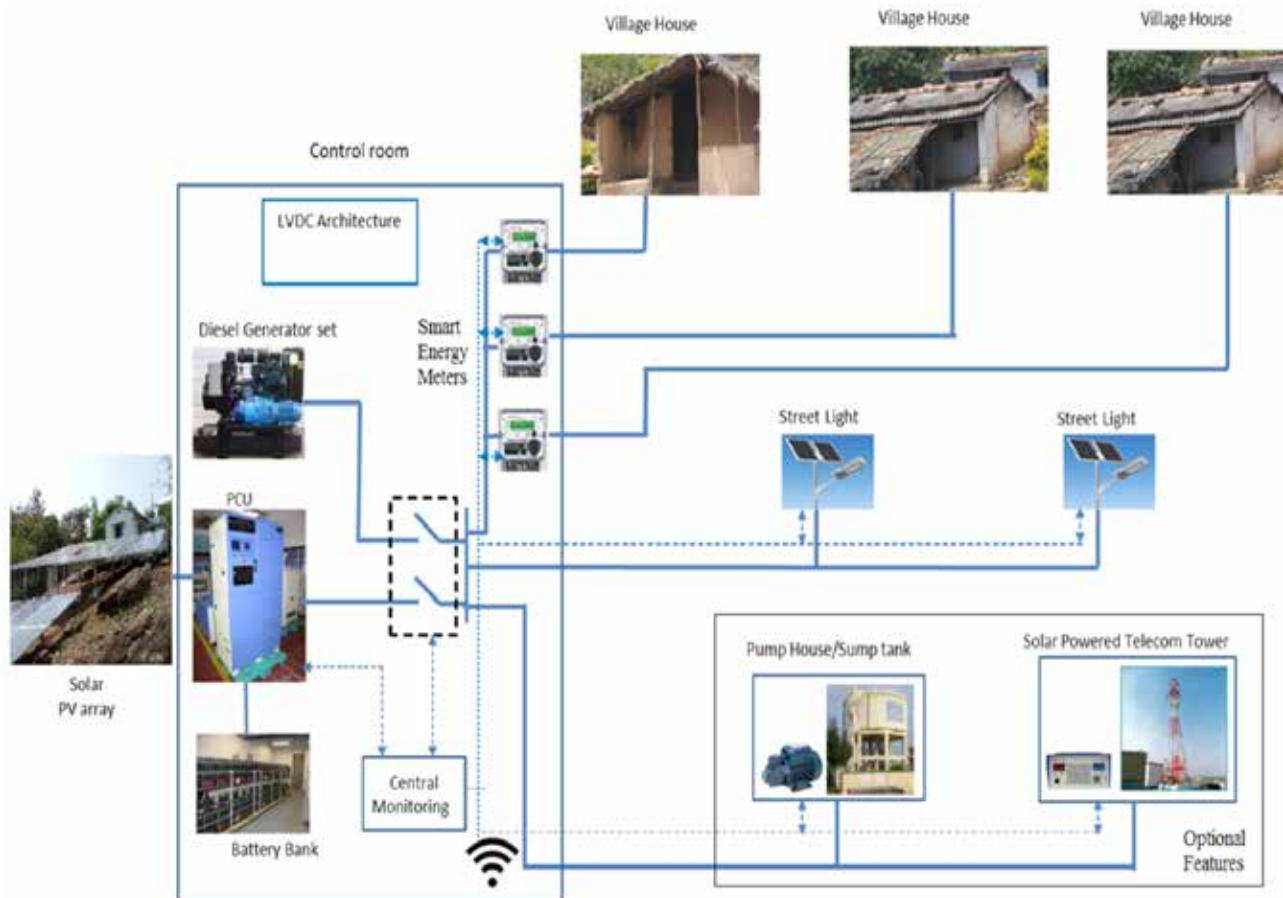 Village House
Village House
Village House
Control room
LVDC Architecture
Diesel Generator set
Smart
Energy
Meters
Street Light
Street Light
PCU
Solar
PV array
Pump House/Sump tank
Solar Powered Telecom Tower
Central
Monitoring
Battery Bank
Optional
Features